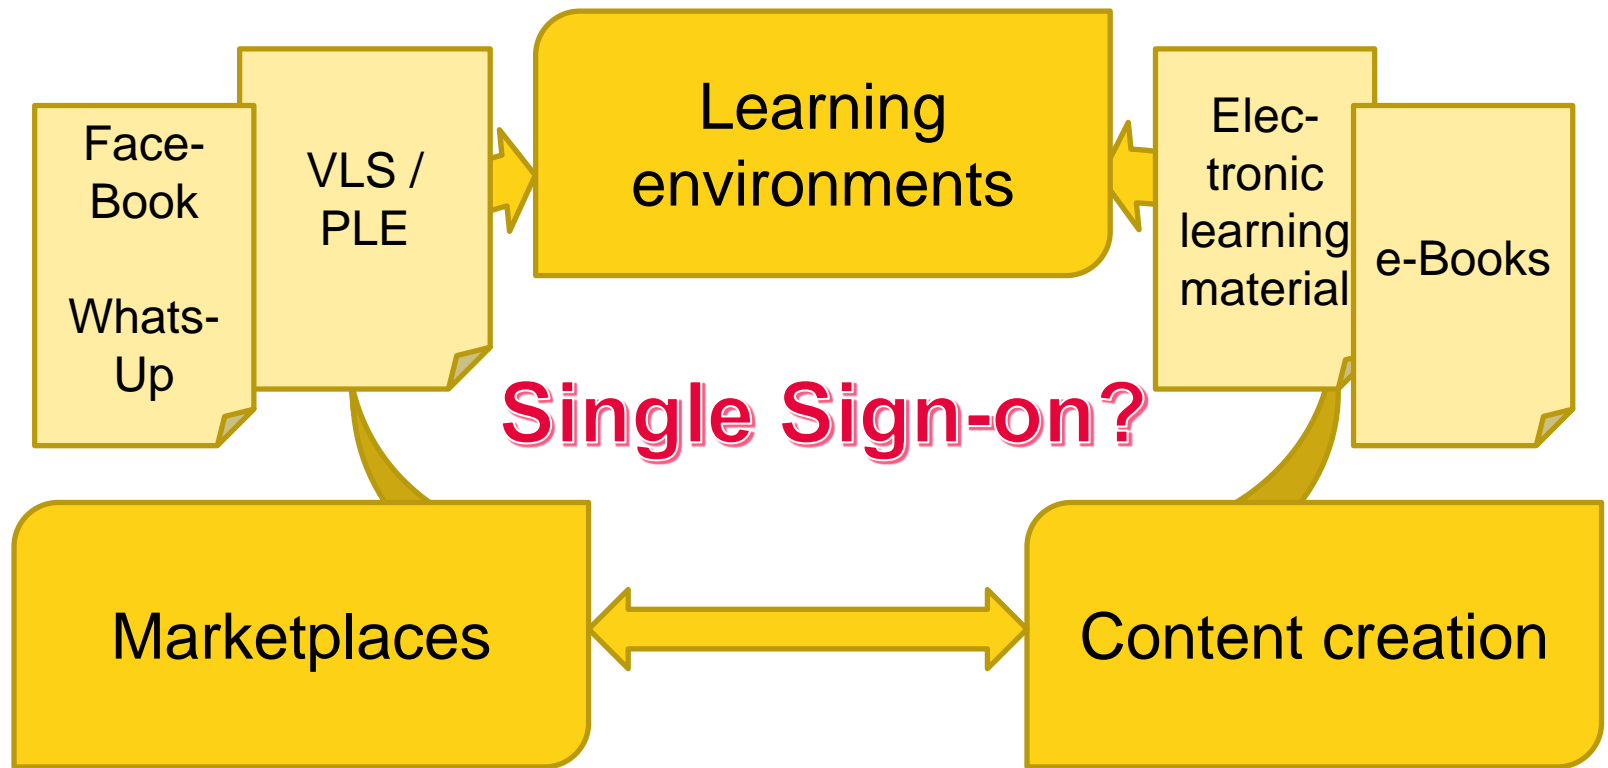 Learning
environments
Face-
Book
Whats-
Up
VLS /
PLE
Elec-
tronic
learning
material
e-Books
Single Sign-on?
Marketplaces
Content creation